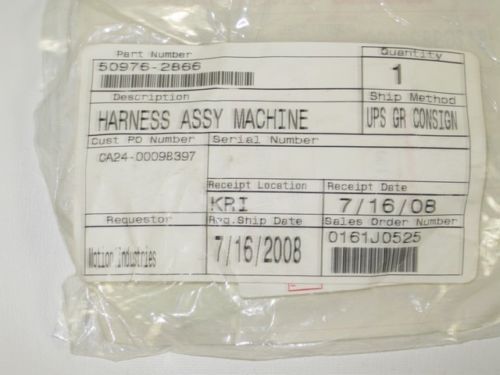 Part Number
50976-2866
Quantity
1
Description
HARNESS ASSY MACHINE
Ship Method
UPS GR CONSIGN
Cust PO Number
CA24-00098397
Serial Number
Receipt Location
KRI
Receipt Date
7/16/08
Requestor
Motion Industries
Req.Ship Date
7/16/2008
Sales Order Number
0161J0525